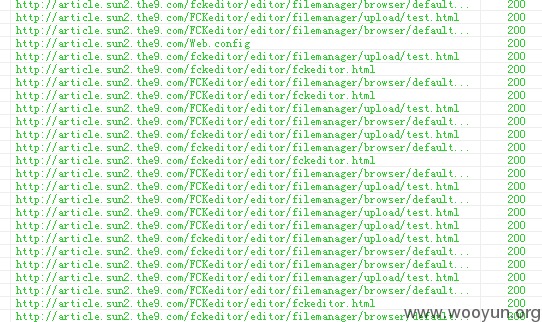 http://article.sun2.the9.com/fckeditor/editor/filemanager/browser/default... 200
http://article.sun2.the9.com/FCKeditor/editor/filemanager/upload/test.html 200
http://article.sun2.the9.com/FCKeditor/editor/filemanager/browser/default... 200
http://article.sun2.the9.com/Web.config 200
http://article.sun2.the9.com/fckeditor/editor/filemanager/upload/test.html 200
http://article.sun2.the9.com/fckeditor/editor/fckeditor.html 200
http://article.sun2.the9.com/FCKeditor/editor/filemanager/browser/default... 200
http://article.sun2.the9.com/FCKeditor/editor/fckeditor.html 200
http://article.sun2.the9.com/FCKeditor/editor/filemanager/upload/test.html 200
http://article.sun2.the9.com/FCKeditor/editor/filemanager/browser/default... 200
http://article.sun2.the9.com/fckeditor/editor/filemanager/upload/test.html 200
http://article.sun2.the9.com/fckeditor/editor/filemanager/browser/default... 200
http://article.sun2.the9.com/fckeditor/editor/fckeditor.html 200
http://article.sun2.the9.com/FCKeditor/editor/filemanager/browser/default... 200
http://article.sun2.the9.com/FCKeditor/editor/filemanager/upload/test.html 200
http://article.sun2.the9.com/FCKeditor/editor/filemanager/browser/default... 200
http://article.sun2.the9.com/FCKeditor/editor/filemanager/upload/test.html 200
http://article.sun2.the9.com/FCKeditor/editor/filemanager/browser/default... 200
http://article.sun2.the9.com/FCKeditor/editor/filemanager/upload/test.html 200
http://article.sun2.the9.com/fckeditor/editor/filemanager/browser/default... 200
http://article.sun2.the9.com/FCKeditor/editor/filemanager/browser/default... 200
http://article.sun2.the9.com/FCKeditor/editor/filemanager/upload/test.html 200
http://article.sun2.the9.com/FCKeditor/editor/filemanager/browser/default... 200
http://article.sun2.the9.com/FCKeditor/editor/fckeditor.html 200
http://article.sun2.the9.com/fckeditor/editor/filemanager/browser/default... 200
www.wooyun.org